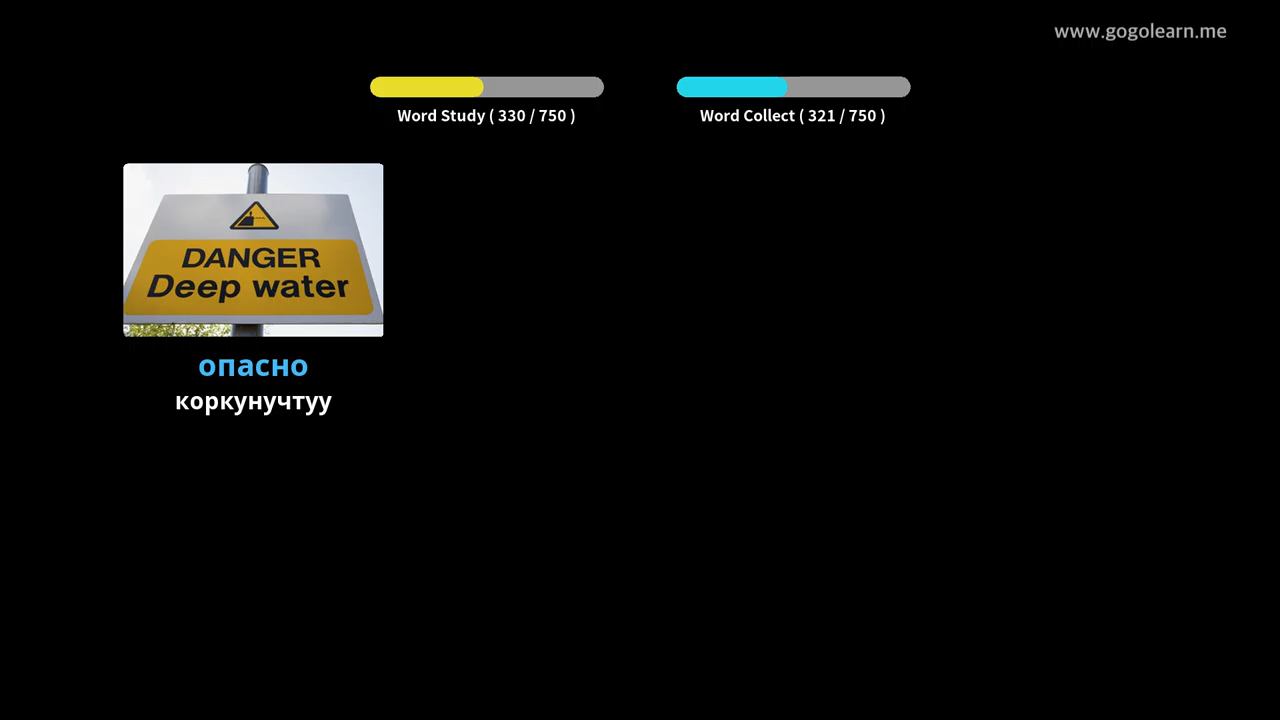 www.gogolearn.me
Word Study ( 330 / 750 )
Word Collect ( 321 / 750 )
DANGER
Deep water
опасно
коркунучтуу